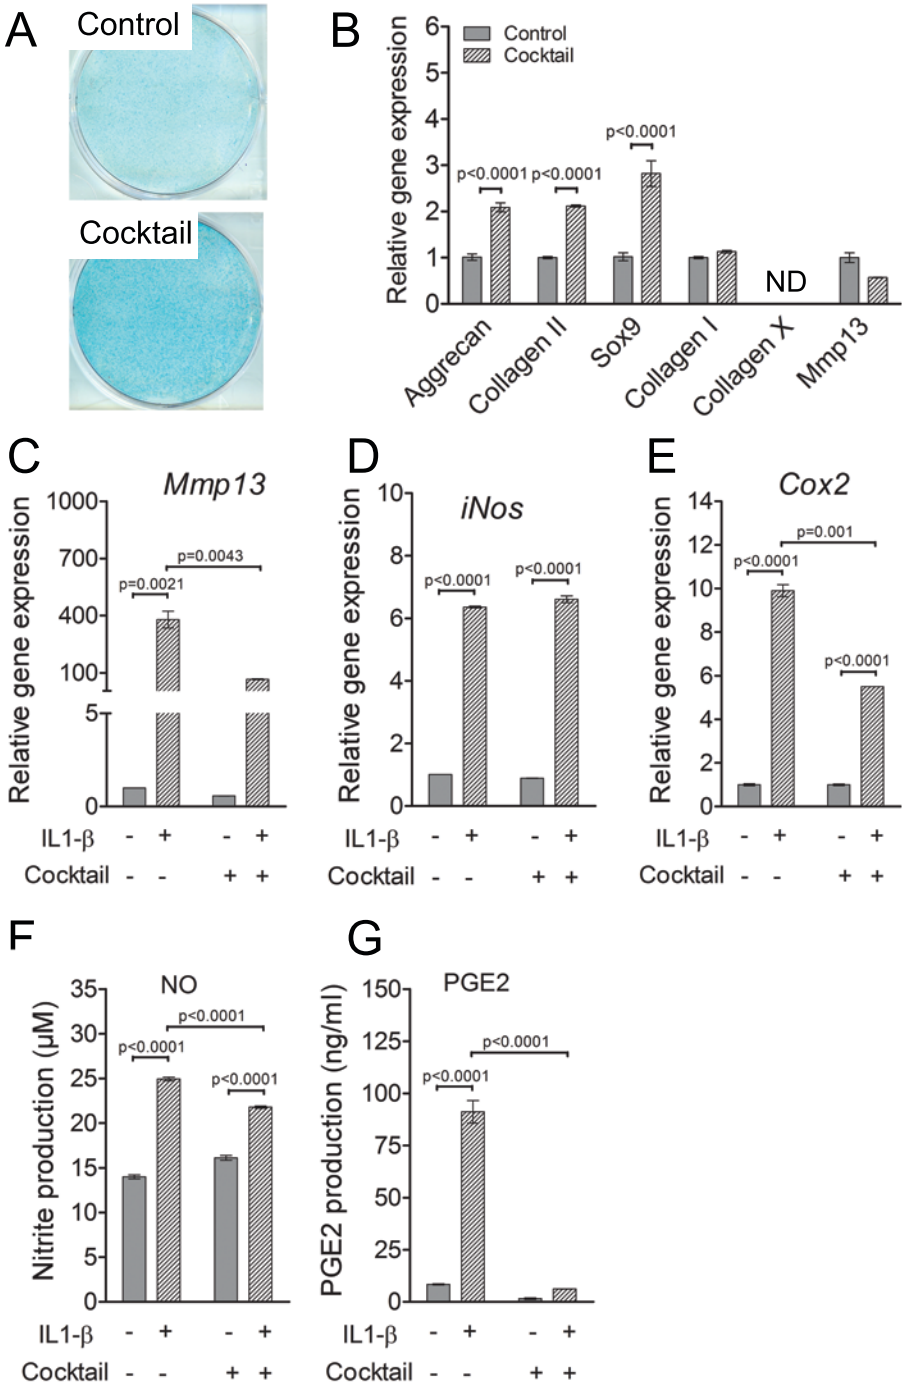 A
Control
Cocktail
B
Relative gene expression
6
5
4
3
2
1
0
Control
Cocktail
p<0.0001
p<0.0001
p<0.0001
ND
Aggrecan
Collagen II
Sox9
Collagen I
Collagen X
Mmp13
C
Mmp13
Relative gene expression
1000
700
400
100
5
0
p=0.0021
p=0.0043
IL1-β - + - +
Cocktail - - + +
D
iNos
Relative gene expression
10
8
6
4
2
0
p<0.0001
p<0.0001
IL1-β - + - +
Cocktail - - + +
E
Cox2
Relative gene expression
14
12
10
8
6
4
2
0
p<0.0001
p=0.001
p<0.0001
IL1-β - + - +
Cocktail - - + +
F
NO
Nitrite production (µM)
35
30
25
20
15
10
5
0
p<0.0001
p<0.0001
p<0.0001
IL1-β - + - +
Cocktail - - + +
G
PGE2
PGE2 production (ng/ml)
150
125
100
75
50
25
0
p<0.0001
p<0.0001
IL1-β - + - +
Cocktail - - + +